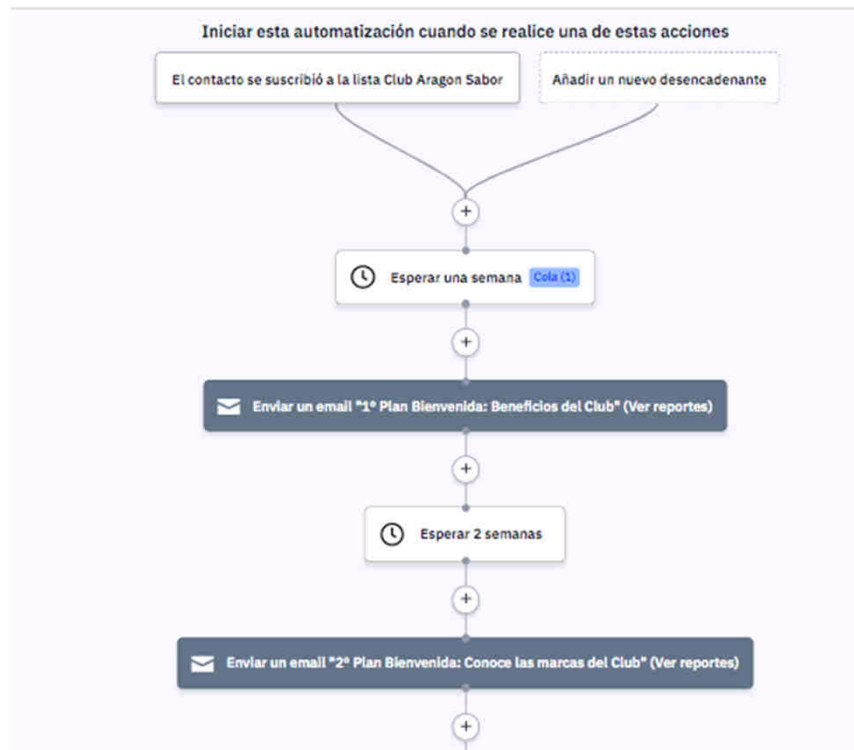 Iniciar esta automatización cuando se realice una de estas acciones
El contacto se suscribió a la lista Club Aragon Sabor
Añadir un nuevo desencadenante
Esperar una semana Cola (1)
Enviar un email "1º Plan Bienvenida: Beneficios del Club" (Ver reportes)
Esperar 2 semanas
Enviar un email "2º Plan Bienvenida: Conoce las marcas del Club" (Ver reportes)